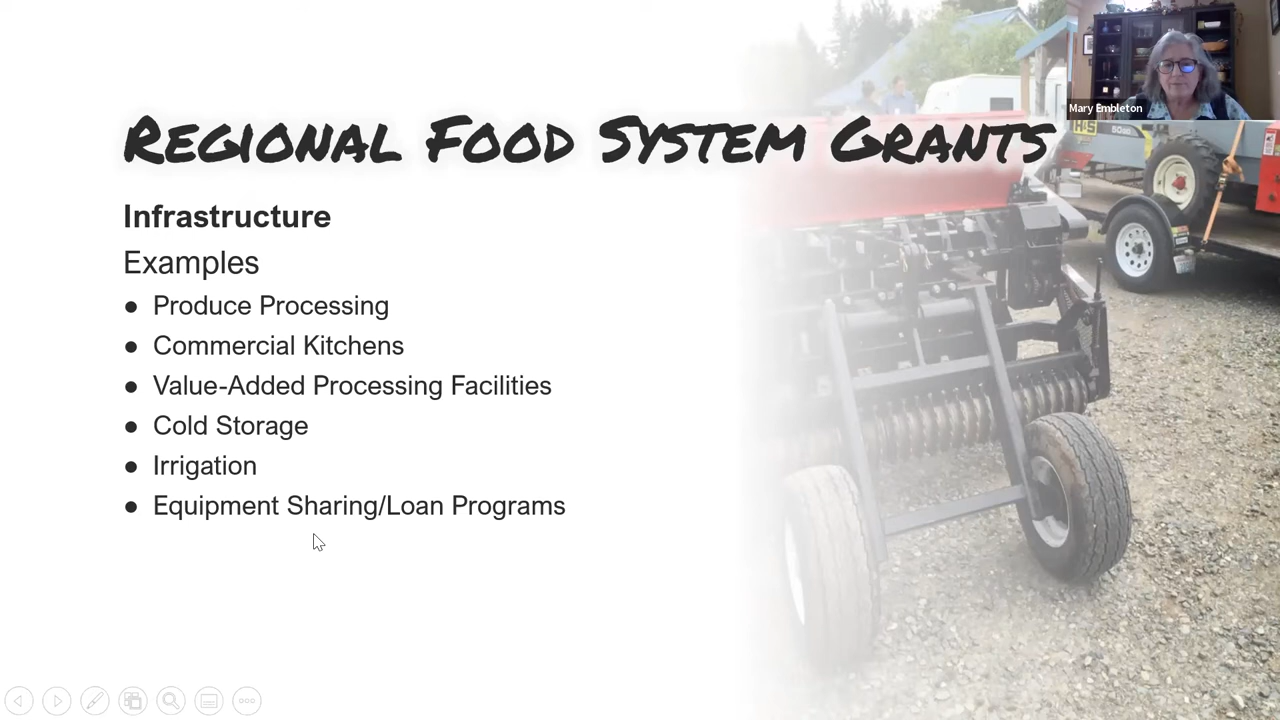 Mary Embleton
Regional Food System Grants
Infrastructure
Examples
● Produce Processing
● Commercial Kitchens
● Value-Added Processing Facilities
● Cold Storage
● Irrigation
● Equipment Sharing/Loan Programs
H&S